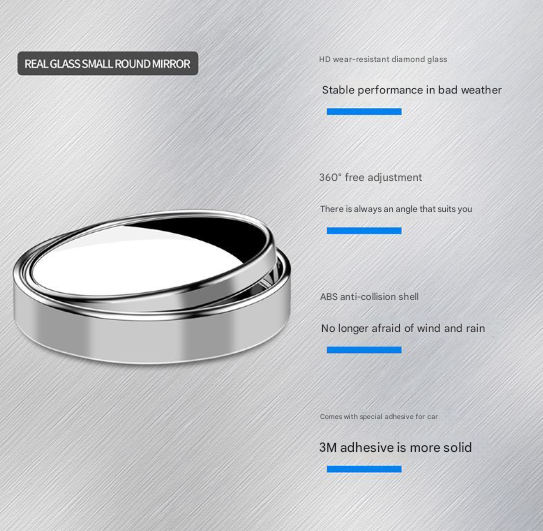 REAL GLASS SMALL ROUND MIRROR
HD wear-resistant diamond glass
Stable performance in bad weather
360° free adjustment
There is always an angle that suits you
ABS anti-collision shell
No longer afraid of wind and rain
Comes with special adhesive for car
3M adhesive is more solid